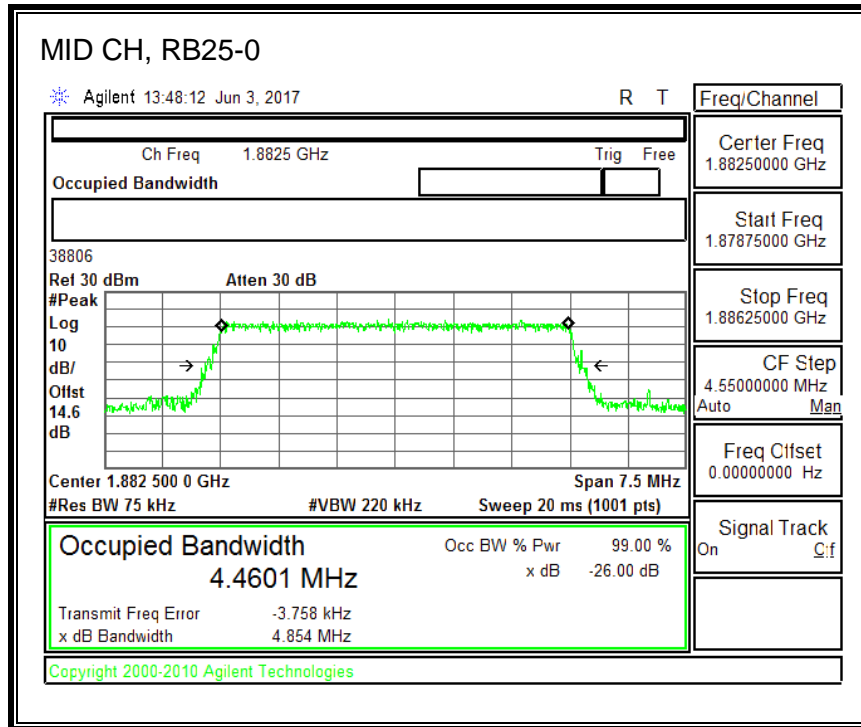 MID CH, RB25-0
Agilent 13:48:12 Jun 3, 2017 R T
Freq/Channel
Ch Freq 1.8825 GHz Trig Free
Occupied Bandwidth
Center Freq
1.88250000 GHz
Start Freq
1.87875000 GHz
Stop Freq
1.88625000 GHz
CF Step
4.55000000 MHz
Auto Man
Freq Offset
0.00000000 Hz
Signal Track
On Off
38806
Ref 30 dBm Atten 30 dB
#Peak
Log
10
dB/
Offst
14.6
dB
Center 1.882 500 0 GHz Span 7.5 MHz
#Res BW 75 kHz #VBW 220 kHz Sweep 20 ms (1001 pts)
Occupied Bandwidth
4.4601 MHz
Occ BW % Pwr 99.00 %
x dB -26.00 dB
Transmit Freq Error -3.758 kHz
x dB Bandwidth 4.854 MHz
Copyright 2000-2010 Agilent Technologies